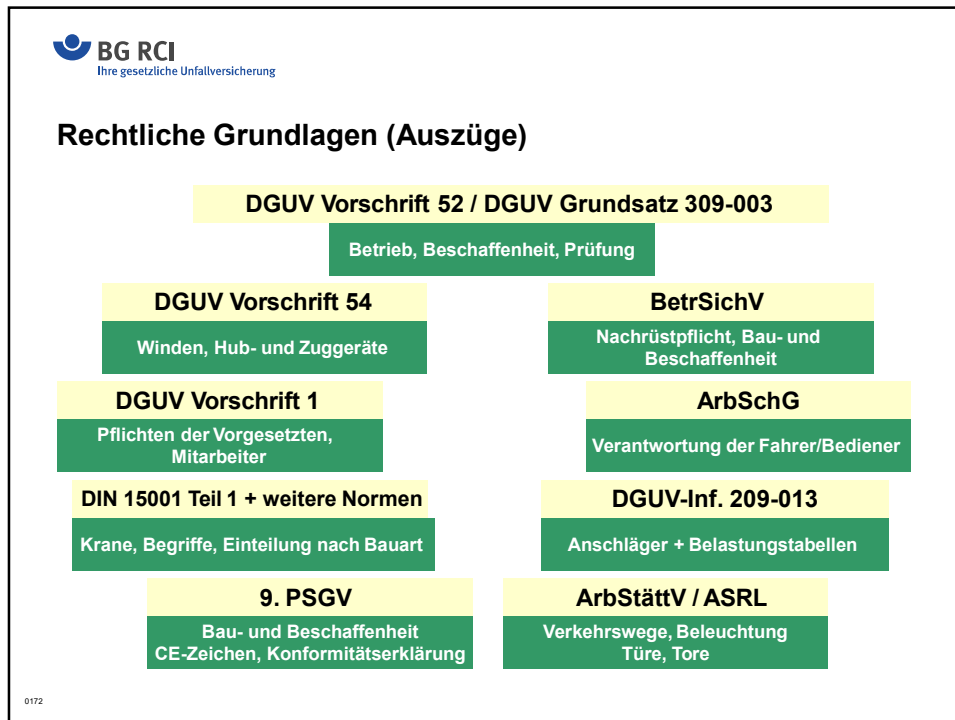 BG RCI
Ihre gesetzliche Unfallversicherung
Rechtliche Grundlagen (Auszüge)
DGUV Vorschrift 52 / DGUV Grundsatz 309-003
Betrieb, Beschaffenheit, Prüfung
DGUV Vorschrift 54
Winden, Hub- und Zuggeräte
BetrSichV
Nachrüstpflicht, Bau- und
Beschaffenheit
DGUV Vorschrift 1
Pflichten der Vorgesetzten,
Mitarbeiter
ArbSchG
Verantwortung der Fahrer/Bediener
DIN 15001 Teil 1 + weitere Normen
Krane, Begriffe, Einteilung nach Bauart
DGUV-Inf. 209-013
Anschläger + Belastungstabellen
9. PSGV
Bau- und Beschaffenheit
CE-Zeichen, Konformitätserklärung
ArbStättV / ASRL
Verkehrswege, Beleuchtung
Türe, Tore
0172